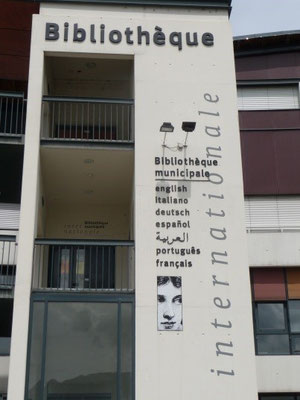 Bibliothèque
internationale
Bibliothèque
municipale
english
italiano
deutsch
español
العربية
português
français